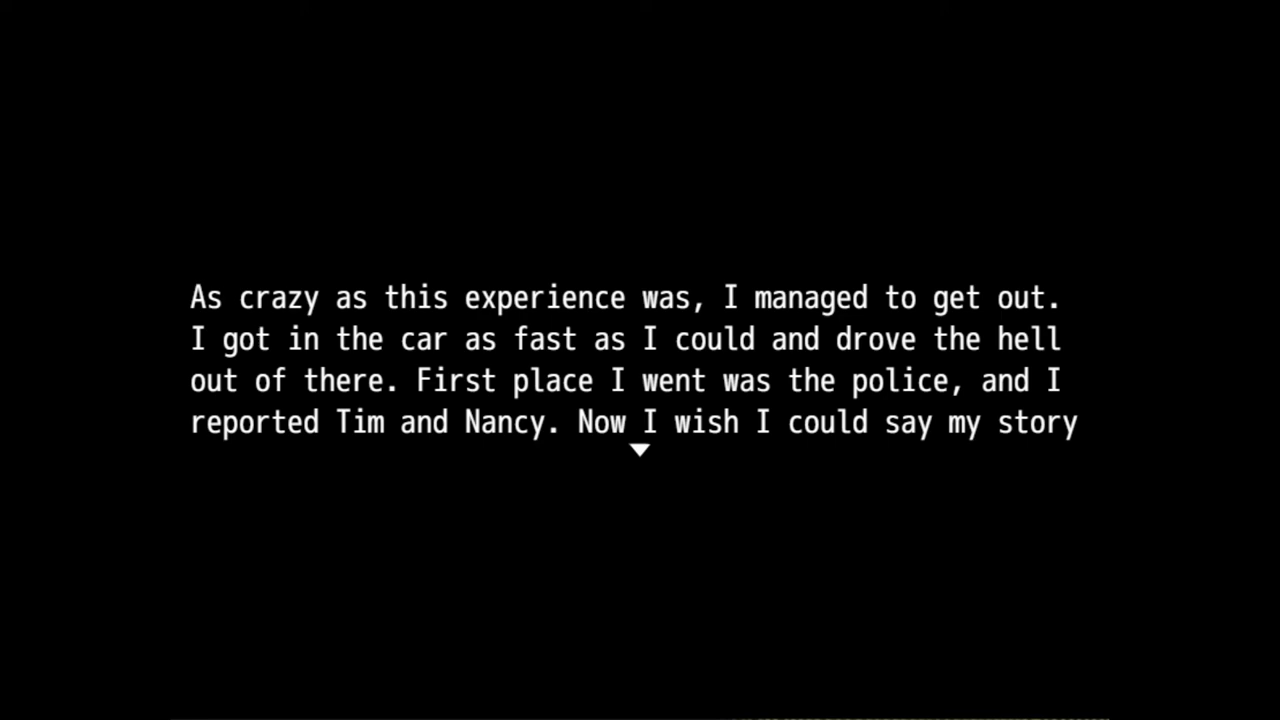 As crazy as this experience was, I managed to get out.
I got in the car as fast as I could and drove the hell
out of there. First place I went was the police, and I
reported Tim and Nancy. Now I wish I could say my story